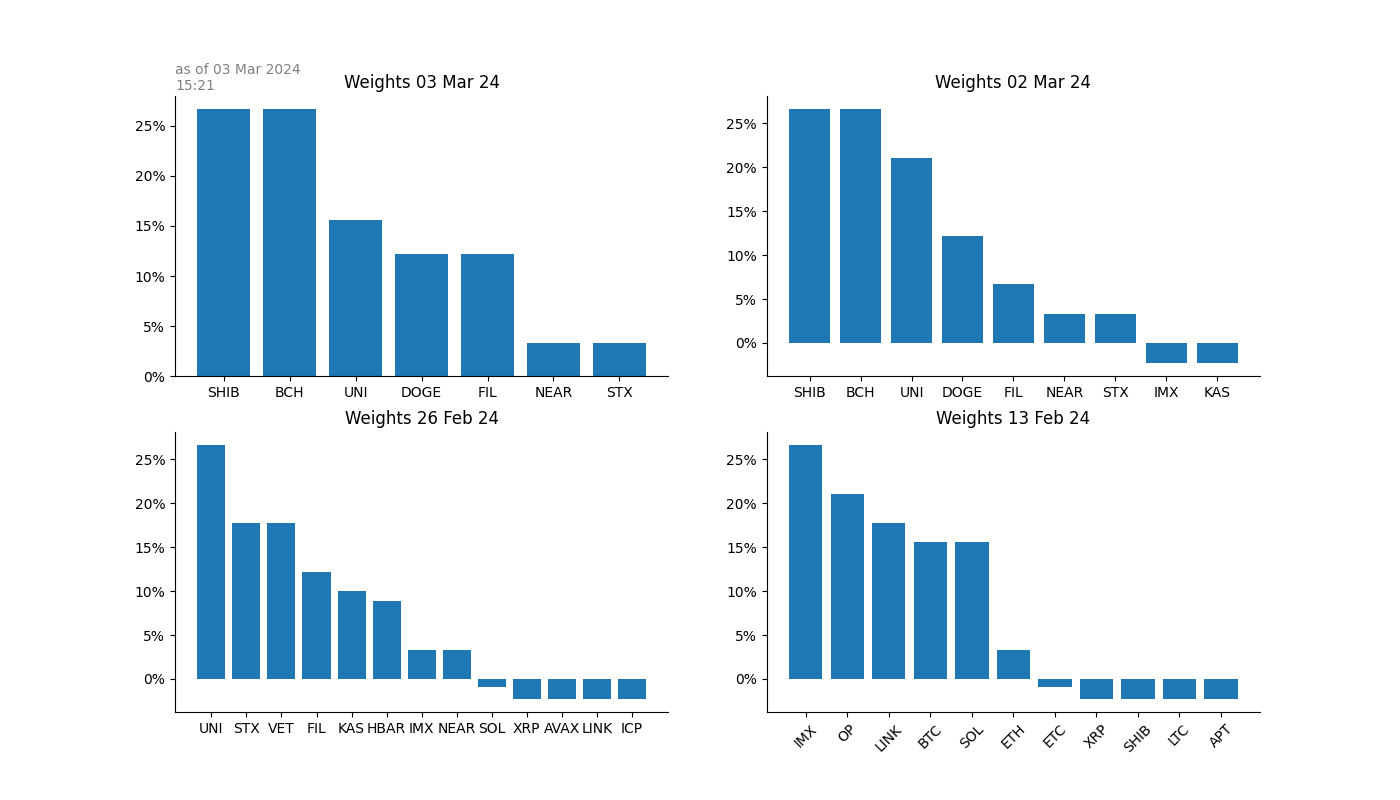 as of 03 Mar 2024
15:21
Weights 03 Mar 24
25%
20%
15%
10%
5%
0%
SHIB BCH UNI DOGE FIL NEAR STX
Weights 02 Mar 24
25%
20%
15%
10%
5%
0%
SHIB BCH UNI DOGE FIL NEAR STX IMX KAS
Weights 26 Feb 24
25%
20%
15%
10%
5%
0%
UNI STX VET FIL KAS HBAR IMX NEAR SOL XRP AVAX LINK ICP
Weights 13 Feb 24
25%
20%
15%
10%
5%
0%
IMX OP LINK BTC SOL ETH ETC XRP SHIB LTC APT